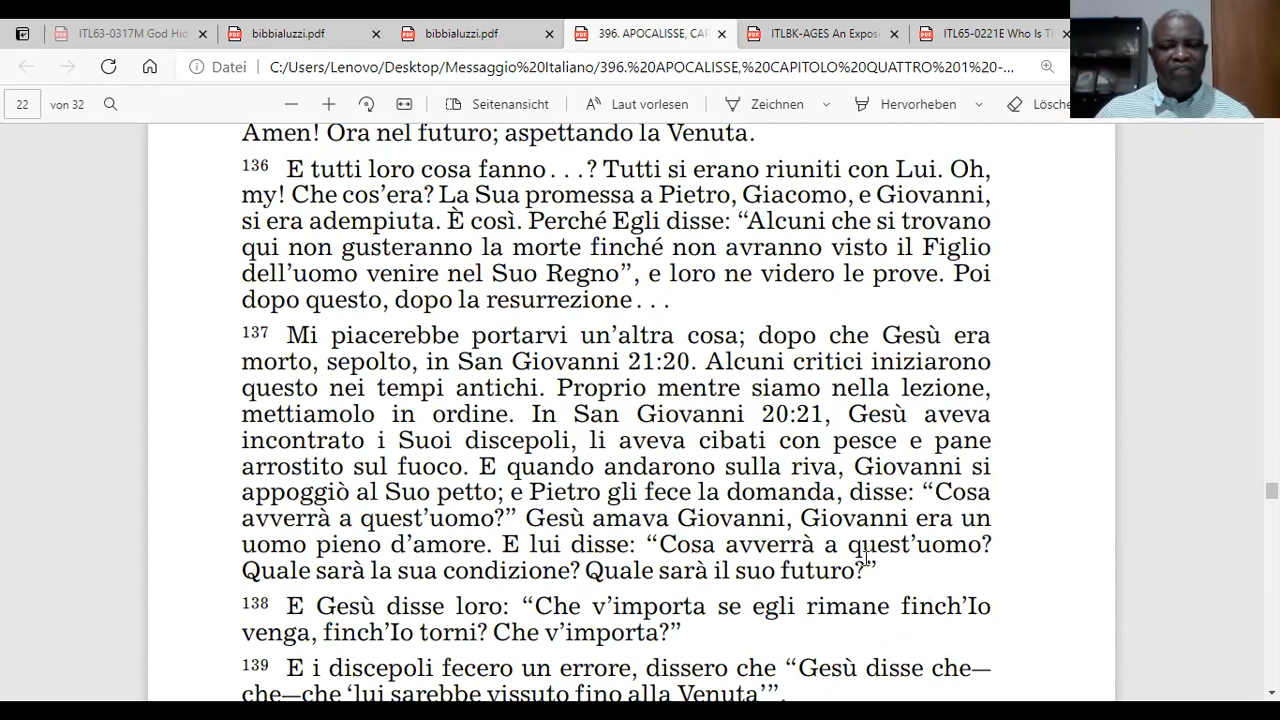 ITL63-0317M God Hid
bibbialuzzi.pdf
bibbialuzzi.pdf
396. APOCALISSE, CAP
ITLBK-AGES An Exposi
ITL65-0221E Who Is Th
Datei
C:/Users/Lenovo/Desktop/Messaggio%20Italiano/396.%20APOCALISSE,%20CAPITOLO%20QUATTRO%201%20-...
22 von 32
Seitenansicht
Laut vorlesen
Zeichnen
Hervorheben
Lösche
Amen! Ora nel futuro; aspettando la Venuta.
136 E tutti loro cosa fanno . . .? Tutti si erano riuniti con Lui. Oh,
my! Che cos’era? La Sua promessa a Pietro, Giacomo, e Giovanni,
si era adempiuta. È così. Perché Egli disse: “Alcuni che si trovano
qui non gusteranno la morte finché non avranno visto il Figlio
dell’uomo venire nel Suo Regno”, e loro ne videro le prove. Poi
dopo questo, dopo la resurrezione . . .
137 Mi piacerebbe portarvi un’altra cosa; dopo che Gesù era
morto, sepolto, in San Giovanni 21:20. Alcuni critici iniziarono
questo nei tempi antichi. Proprio mentre siamo nella lezione,
mettiamolo in ordine. In San Giovanni 20:21, Gesù aveva
incontrato i Suoi discepoli, li aveva cibati con pesce e pane
arrostito sul fuoco. E quando andarono sulla riva, Giovanni si
appoggiò al Suo petto; e Pietro gli fece la domanda, disse: “Cosa
avverrà a quest’uomo?” Gesù amava Giovanni, Giovanni era un
uomo pieno d’amore. E lui disse: “Cosa avverrà a quest’uomo?
Quale sarà la sua condizione? Quale sarà il suo futuro?”
138 E Gesù disse loro: “Che v’importa se egli rimane finch’Io
venga, finch’Io torni? Che v’importa?”
139 E i discepoli fecero un errore, dissero che “Gesù disse che—
che—che ‘lui sarebbe vissuto fino alla Venuta’”.